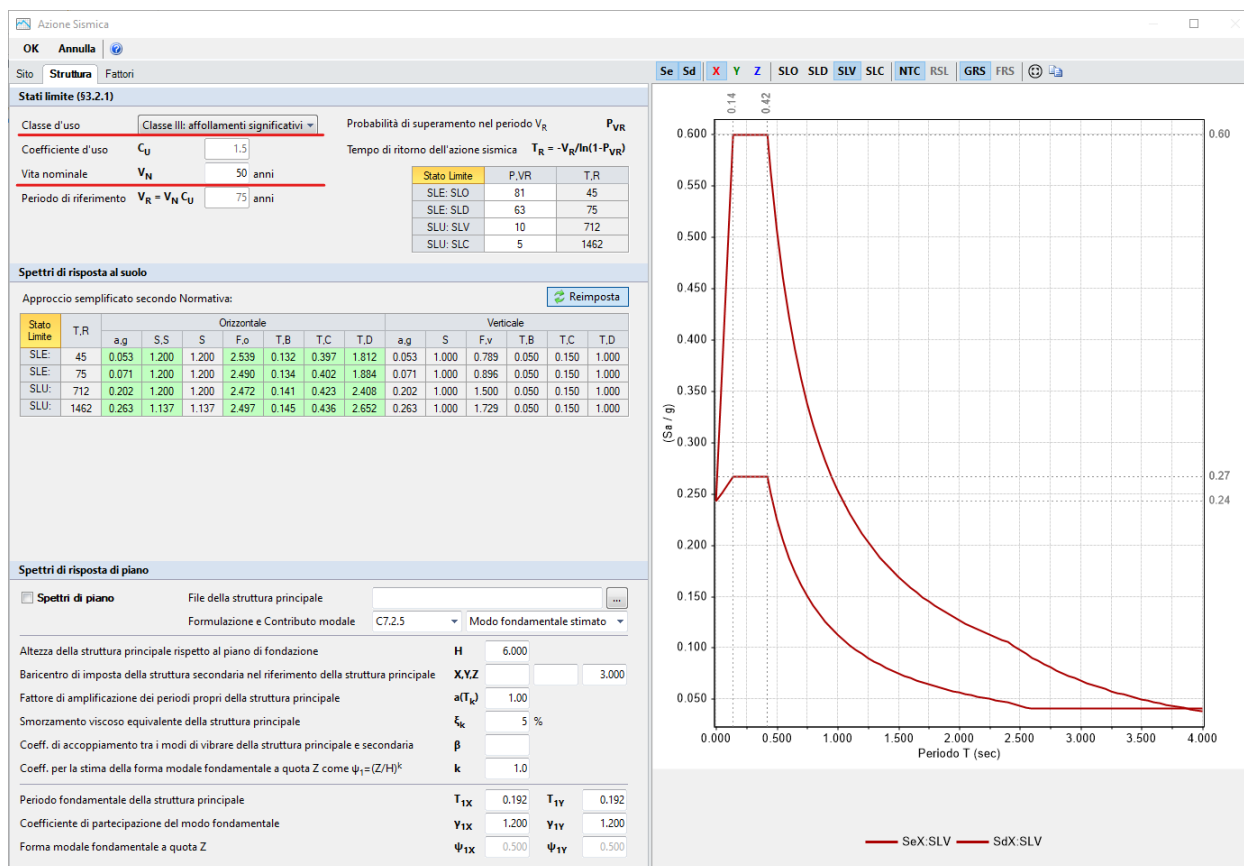 Azione Sismica
OK Annulla
Sito Struttura Fattori
Stati limite (§3.2.1)
Classe d'uso Classe III: affollamenti significativi
Coefficiente d'uso CU 1.5
Vita nominale VN 50 anni
Periodo di riferimento VR = VN CU 75 anni
Probabilità di superamento nel periodo VR PVR
Tempo di ritorno dell'azione sismica TR = -VR/ln(1-PVR)
Stato Limite P,VR T,R
SLE: SLO 81 45
SLE: SLD 63 75
SLU: SLV 10 712
SLU: SLC 5 1462
Spettri di risposta al suolo
Approccio semplificato secondo Normativa: Reimposta
Stato Limite T,R Orizzontale Verticale
a,g S,S S F,o T,B T,C T,D a,g S F,v T,B T,C T,D
SLE: 45 0.053 1.200 1.200 2.539 0.132 0.397 1.812 0.053 1.000 0.789 0.050 0.150 1.000
SLE: 75 0.071 1.200 1.200 2.490 0.134 0.402 1.884 0.071 1.000 0.896 0.050 0.150 1.000
SLU: 712 0.202 1.200 1.200 2.472 0.141 0.423 2.408 0.202 1.000 1.500 0.050 0.150 1.000
SLU: 1462 0.263 1.137 1.137 2.497 0.145 0.436 2.652 0.263 1.000 1.729 0.050 0.150 1.000
Spettri di risposta di piano
Spettri di piano File della struttura principale ...
Formulazione e Contributo modale C7.2.5 Modo fondamentale stimato
Altezza della struttura principale rispetto al piano di fondazione H 6.000
Baricentro di imposta della struttura secondaria nel riferimento della struttura principale X,Y,Z 3.000
Fattore di amplificazione dei periodi propri della struttura principale a(Tk) 1.00
Smorzamento viscoso equivalente della struttura principale ξk 5 %
Coeff. di accoppiamento tra i modi di vibrare della struttura principale e secondaria β
Coeff. per la stima della forma modale fondamentale a quota Z come ψ1=(Z/H)^k k 1.0
Periodo fondamentale della struttura principale T1X 0.192 T1Y 0.192
Coefficiente di partecipazione del modo fondamentale γ1X 1.200 γ1Y 1.200
Forma modale fondamentale a quota Z ψ1X 0.500 ψ1Y 0.500
Se Sd X Y Z SLO SLD SLV SLC NTC RSL GRS FRS
0.14 0.42
0.600 0.60
0.550
0.500
0.450
0.400
0.350
0.300
0.27
0.250
0.24
0.200
0.150
0.100
0.050
(Sa / g)
0.000 0.500 1.000 1.500 2.000 2.500 3.000 3.500 4.000
Periodo T (sec)
SeX:SLV SdX:SLV